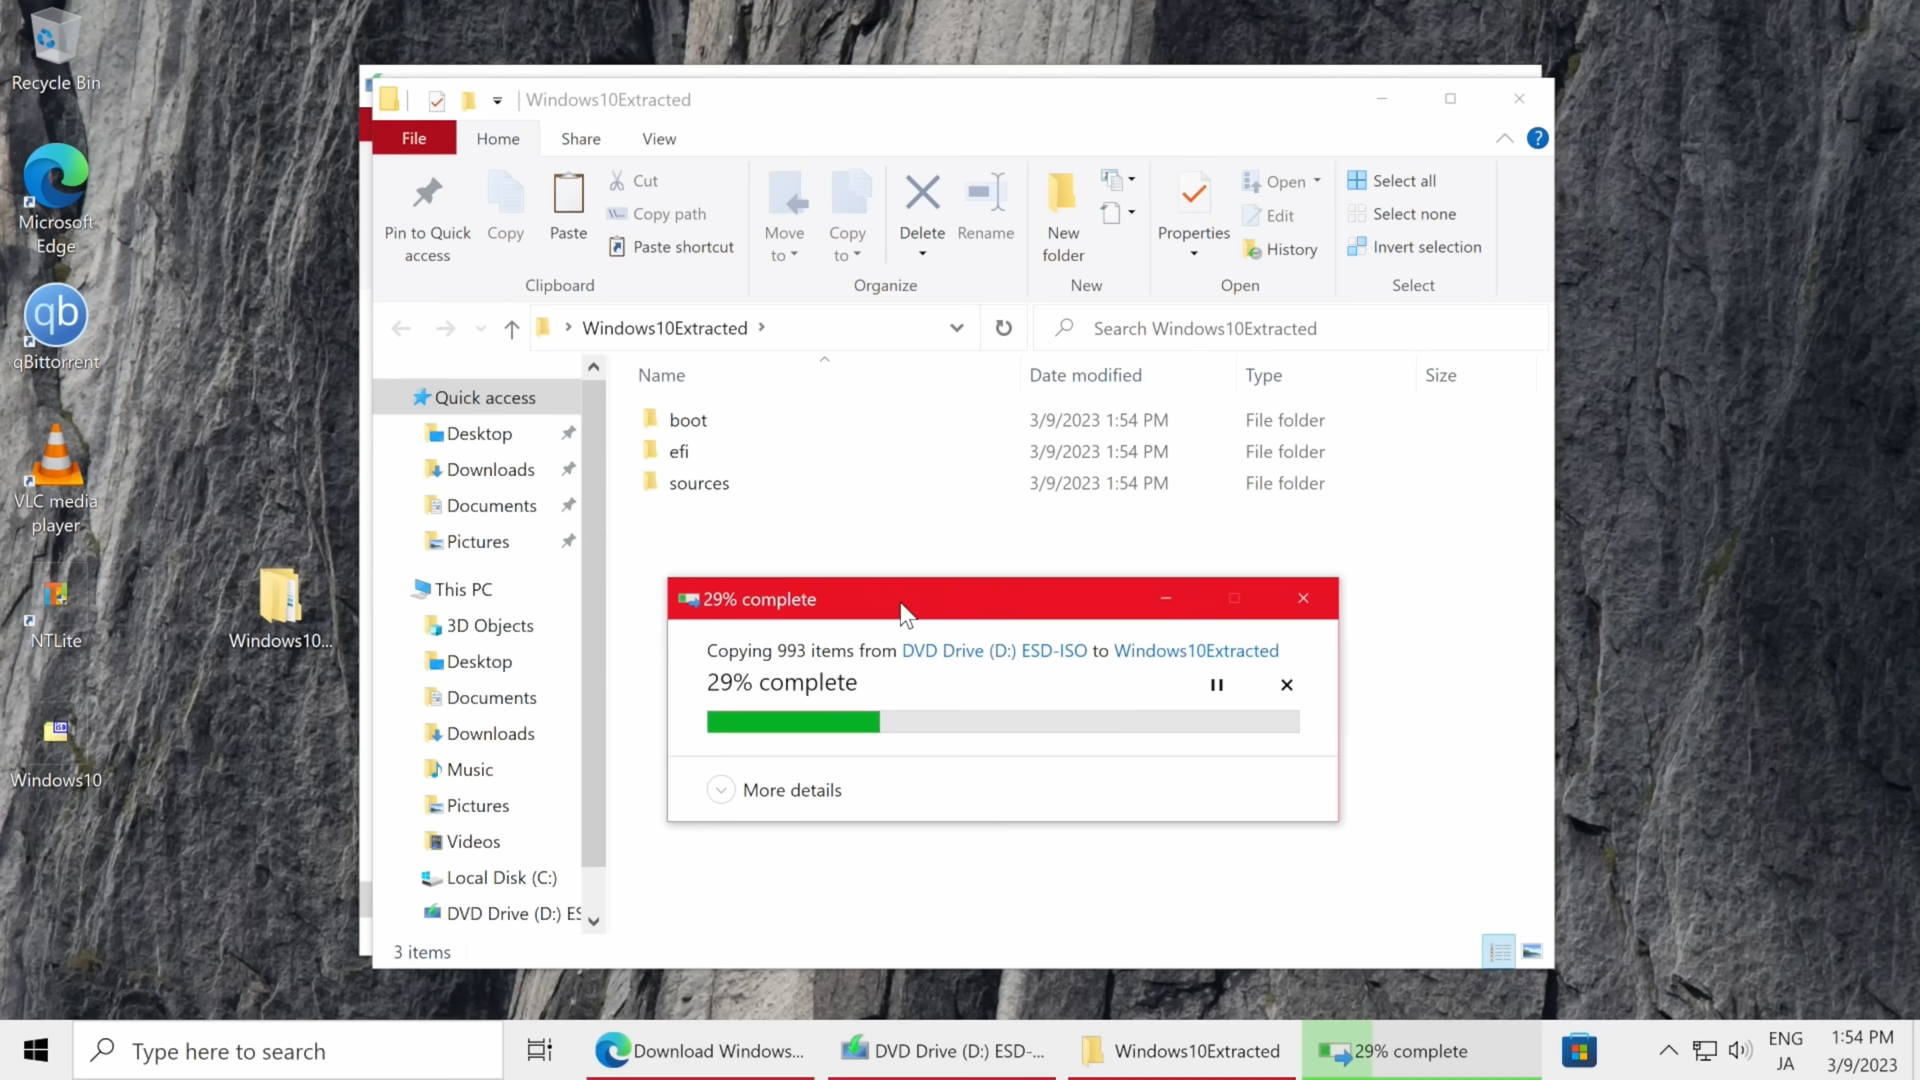 Recycle Bin
Microsoft
Edge
qb
qBittorrent
VLC media
player
NTLite
Windows10...
Windows10
Windows10Extracted
File
Home
Share
View
?
Pin to Quick
access
Copy
Paste
Cut
Copy path
Paste shortcut
Clipboard
Move
to
Copy
to
Delete
Rename
Organize
New
folder
New
Properties
Open
Edit
History
Open
Select all
Select none
Invert selection
Select
Windows10Extracted
Search Windows10Extracted
Name
Date modified
Type
Size
boot 3/9/2023 1:54 PM File folder
efi 3/9/2023 1:54 PM File folder
sources 3/9/2023 1:54 PM File folder
Quick access
Desktop
Downloads
Documents
Pictures
This PC
3D Objects
Desktop
Documents
Downloads
Music
Pictures
Videos
Local Disk (C:)
DVD Drive (D:) ES
3 items
29% complete
Copying 993 items from DVD Drive (D:) ESD-ISO to Windows10Extracted
29% complete
More details
Type here to search
Download Windows...
DVD Drive (D:) ESD-...
Windows10Extracted
29% complete
ENG
JA
1:54 PM
3/9/2023